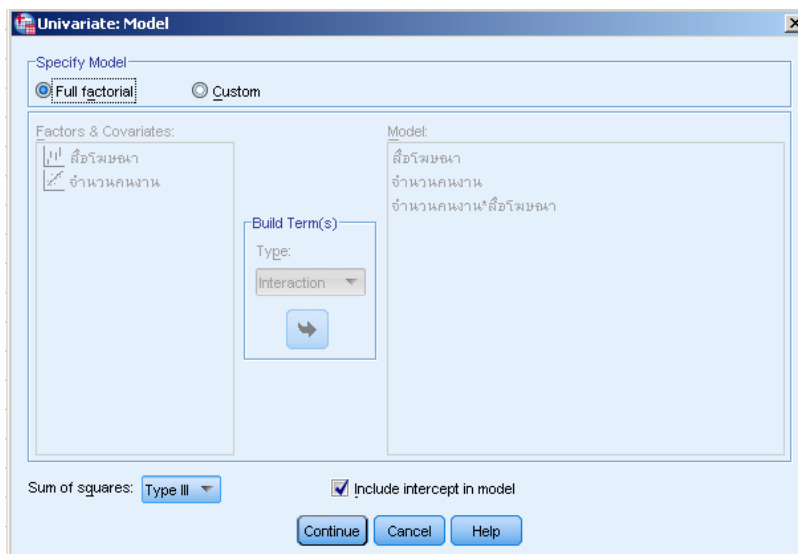 Univariate: Model
Specify Model
Full factorial
Custom
Factors & Covariates:
สื่อโฆษณา
จำนวนคนงาน
Build Term(s)
Type:
Interaction
Model:
สื่อโฆษณา
จำนวนคนงาน
จำนวนคนงาน*สื่อโฆษณา
Sum of squares: Type III
Include intercept in model
Continue Cancel Help